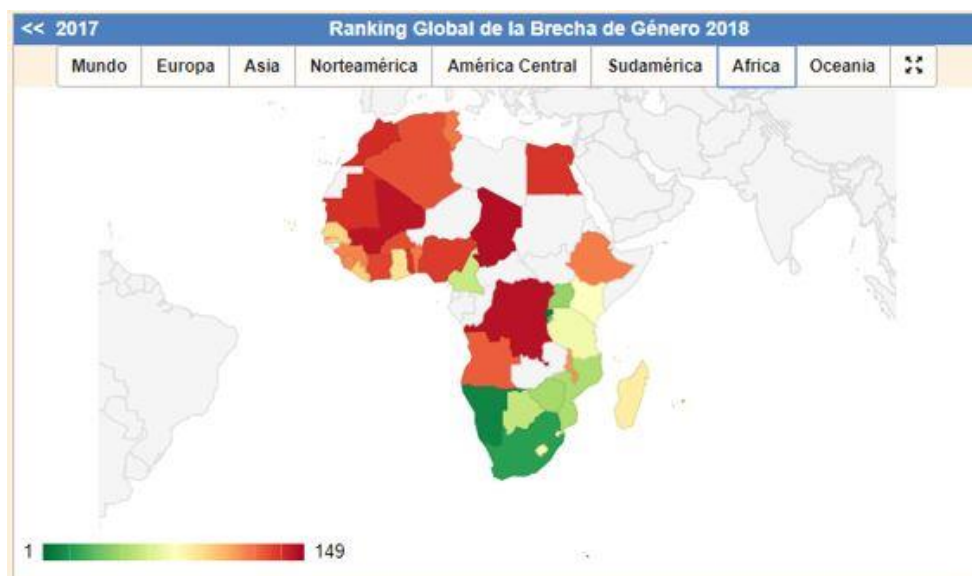 << 2017 Ranking Global de la Brecha de Género 2018
Mundo Europa Asia Norteamérica América Central Sudamérica Africa Oceania
1 149